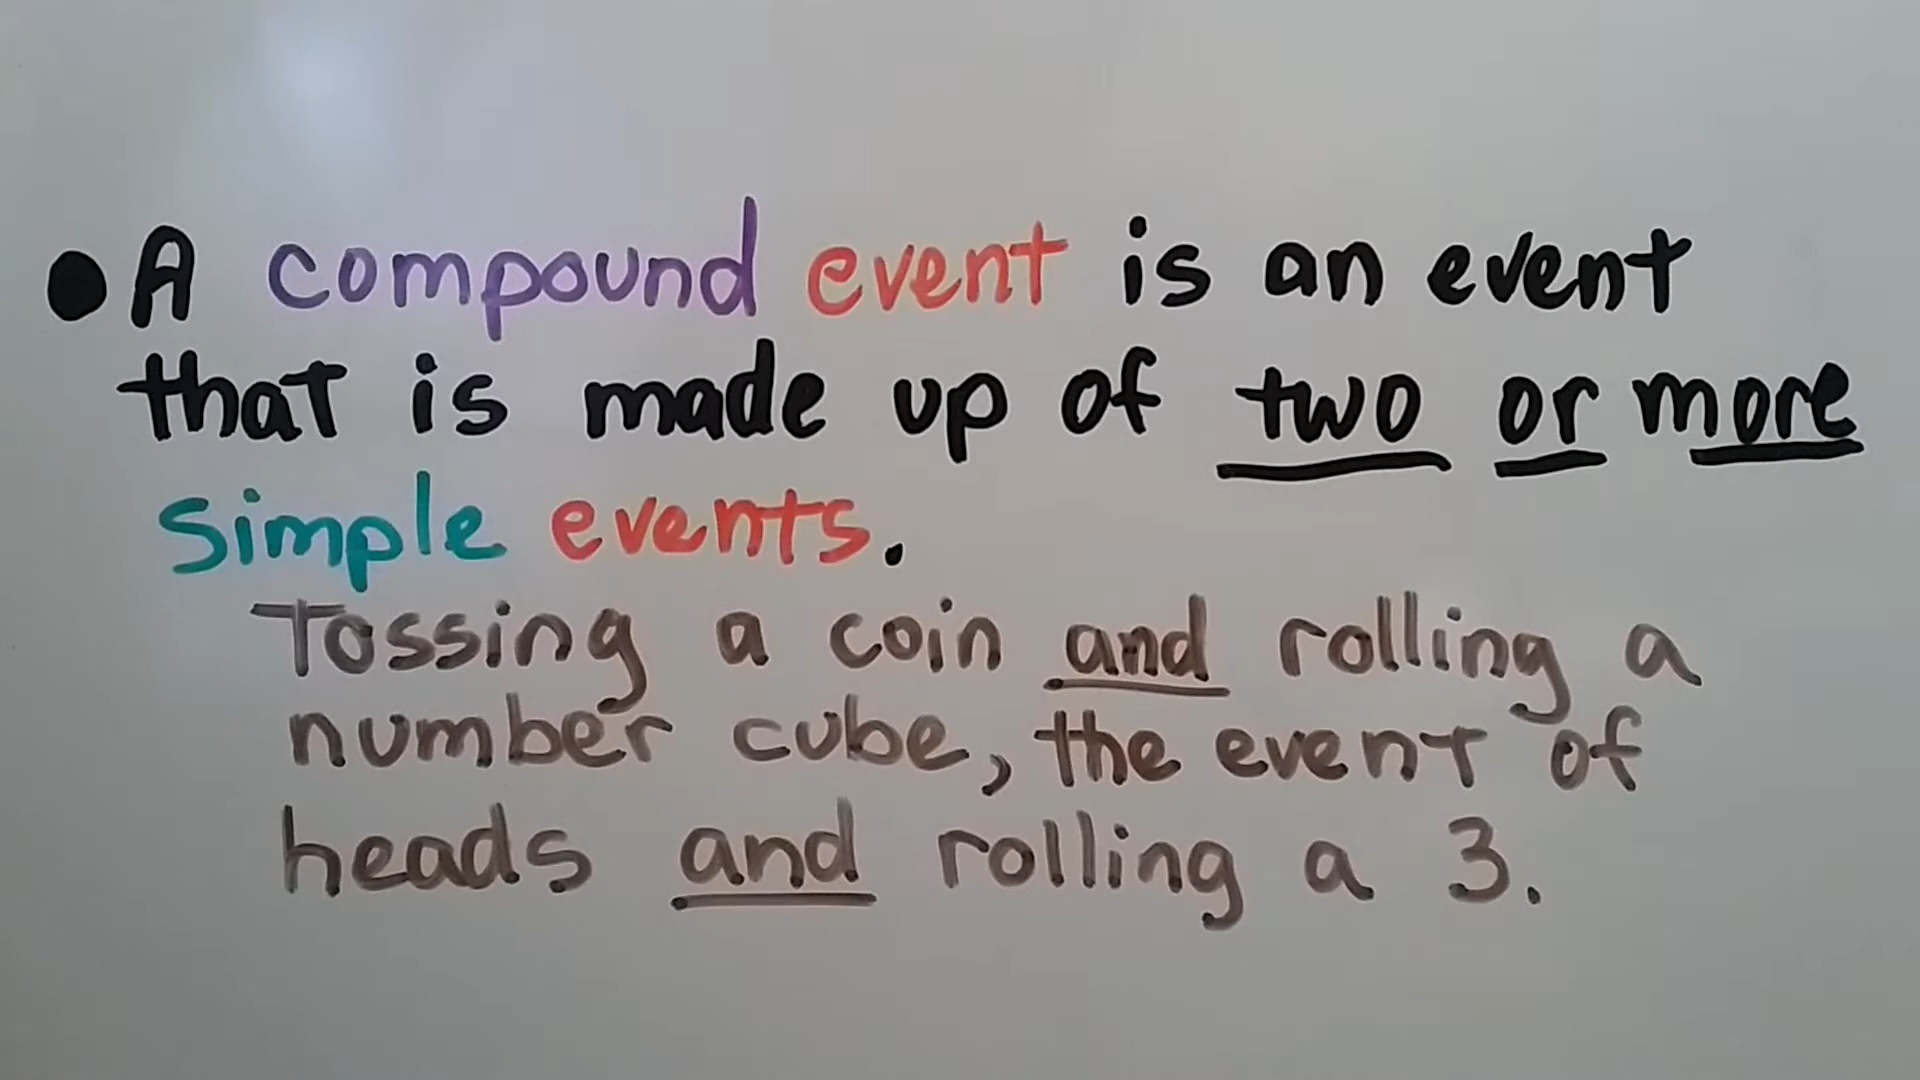 ● A compound event is an event
that is made up of two or more
simple events.
Tossing a coin and rolling a
number cube, the event of
heads and rolling a 3.